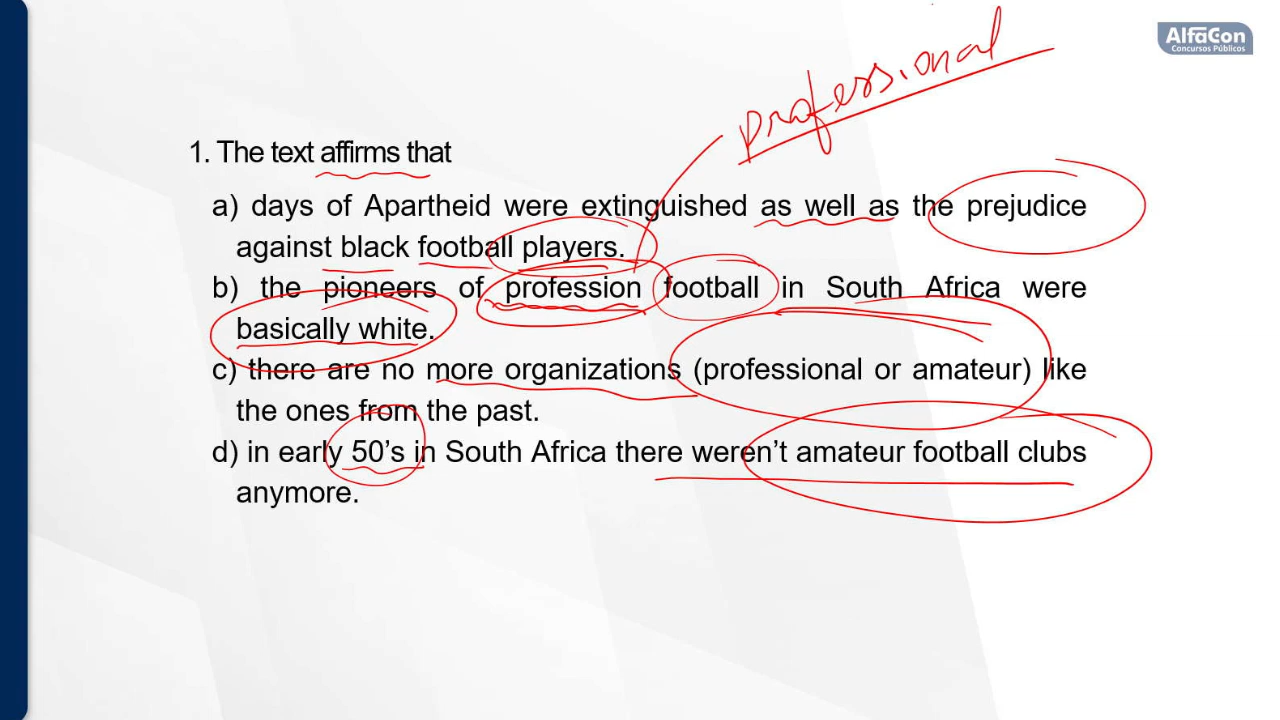 AlfaCon
Concursos Públicos
professional
1. The text affirms that
a) days of Apartheid were extinguished as well as the prejudice
against black football players.
b) the pioneers of profession football in South Africa were
basically white.
c) there are no more organizations (professional or amateur) like
the ones from the past.
d) in early 50's in South Africa there weren't amateur football clubs
anymore.